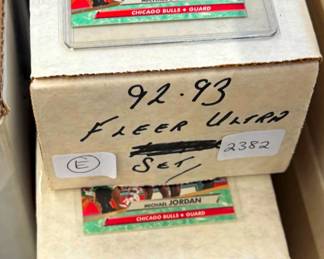 CHICAGO BULLS • GUARD
92.93
FLEER ULTRA
SET
E
2382
MICHAEL JORDAN
CHICAGO BULLS • GUARD